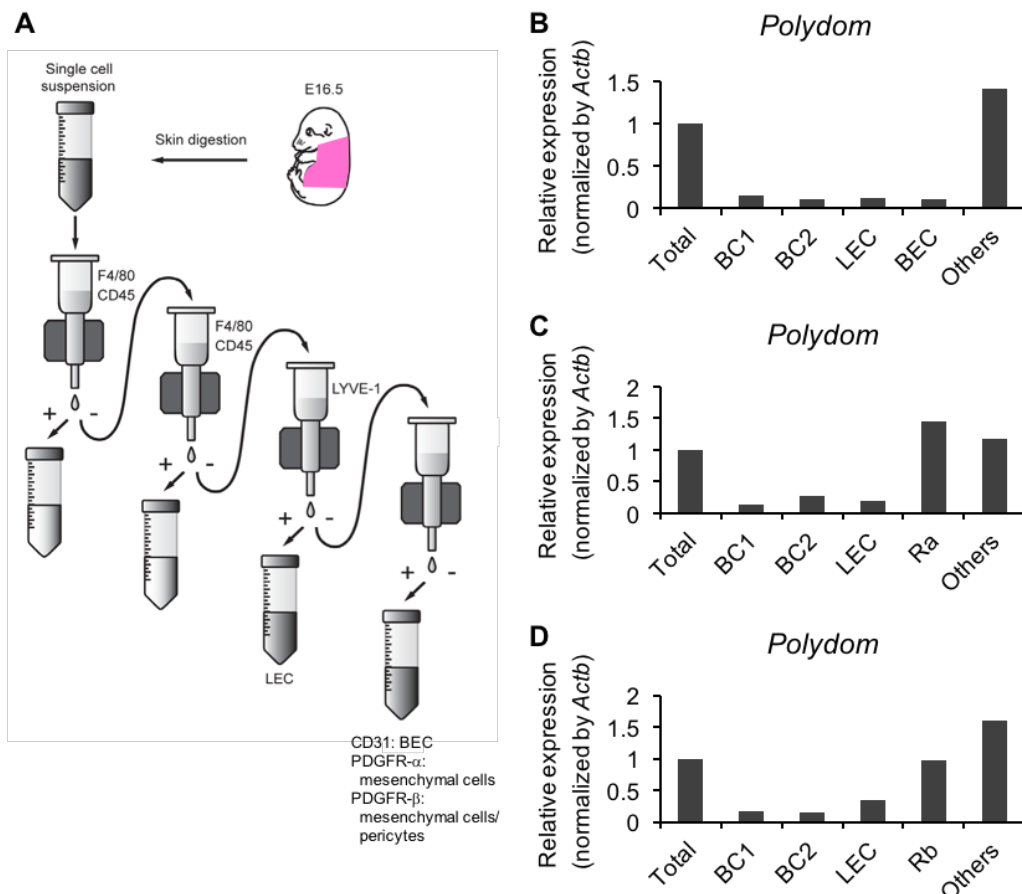 A
Single cell
suspension
E16.5
Skin digestion
F4/80
CD45
F4/80
CD45
LYVE-1
+ -
+ -
+ -
+ -
LEC
CD31: BEC
PDGFR-α:
mesenchymal cells
PDGFR-β:
mesenchymal cells/
pericytes
B
Polydom
Relative expression
(normalized by Actb)
1.5
1
0.5
0
Total BC1 BC2 LEC BEC Others
C
Polydom
Relative expression
(normalized by Actb)
2
1.5
1
0.5
0
Total BC1 BC2 LEC Ra Others
D
Polydom
Relative expression
(normalized by Actb)
2
1.5
1
0.5
0
Total BC1 BC2 LEC Rb Others